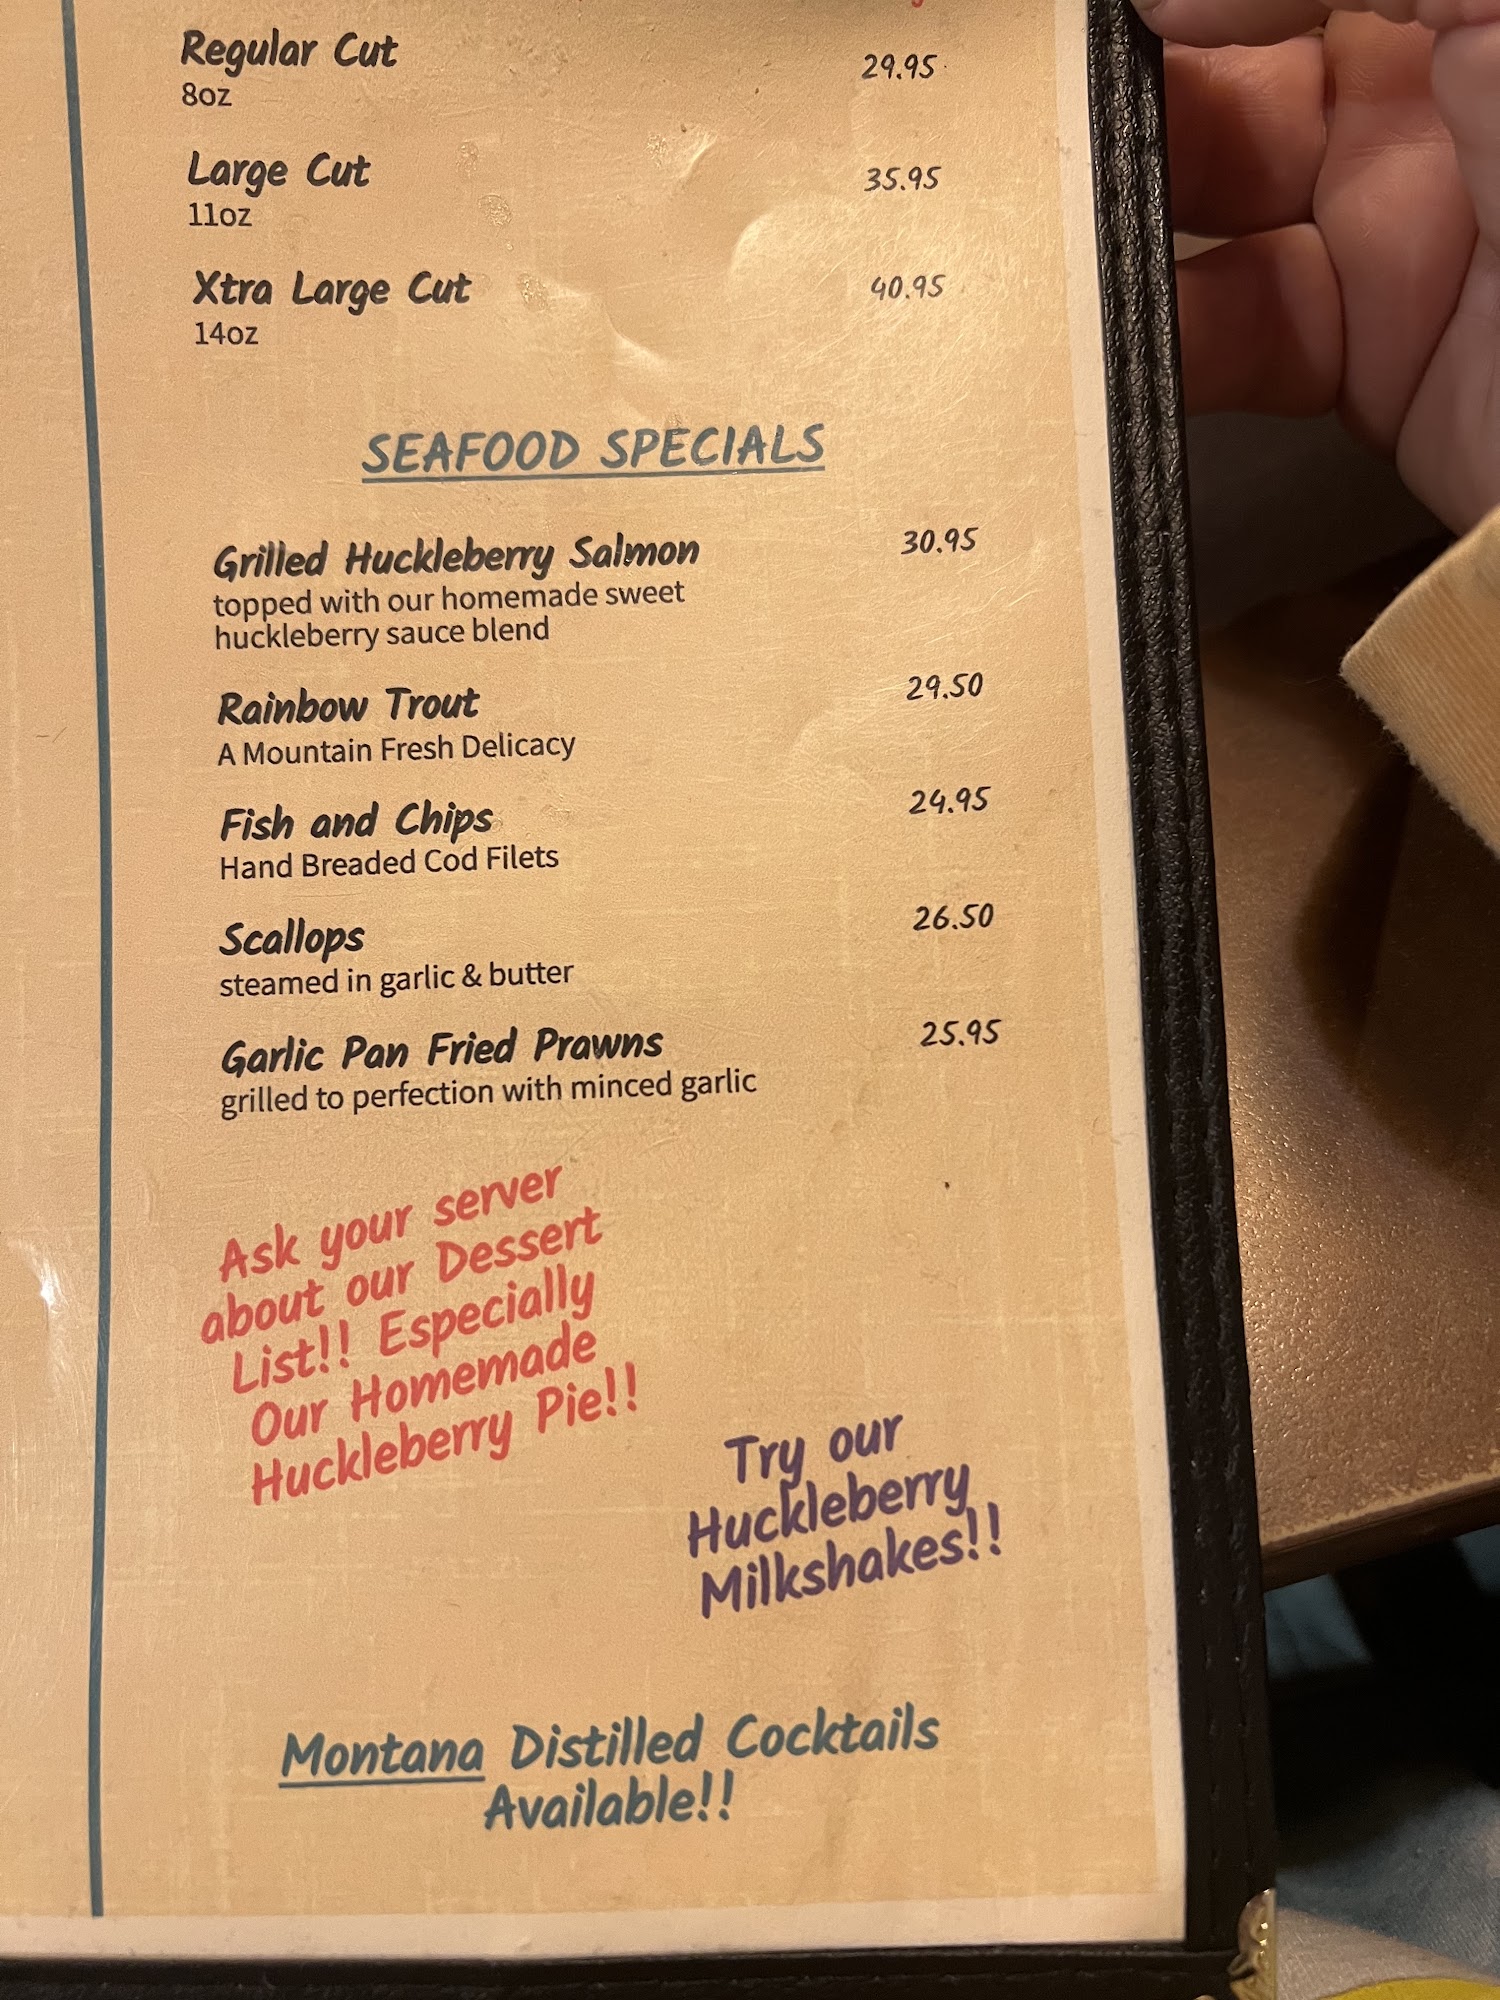 Regular Cut 29.95
8oz
Large Cut 35.95
11oz
Xtra Large Cut 40.95
14oz
SEAFOOD SPECIALS
Grilled Huckleberry Salmon 30.95
topped with our homemade sweet
huckleberry sauce blend
Rainbow Trout 29.50
A Mountain Fresh Delicacy
Fish and Chips 24.95
Hand Breaded Cod Filets
Scallops 26.50
steamed in garlic & butter
Garlic Pan Fried Prawns 25.95
grilled to perfection with minced garlic
Ask your server
about our Dessert
List!! Especially
Our Homemade
Huckleberry Pie!!
Try our
Huckleberry
Milkshakes!!
Montana Distilled Cocktails
Available!!